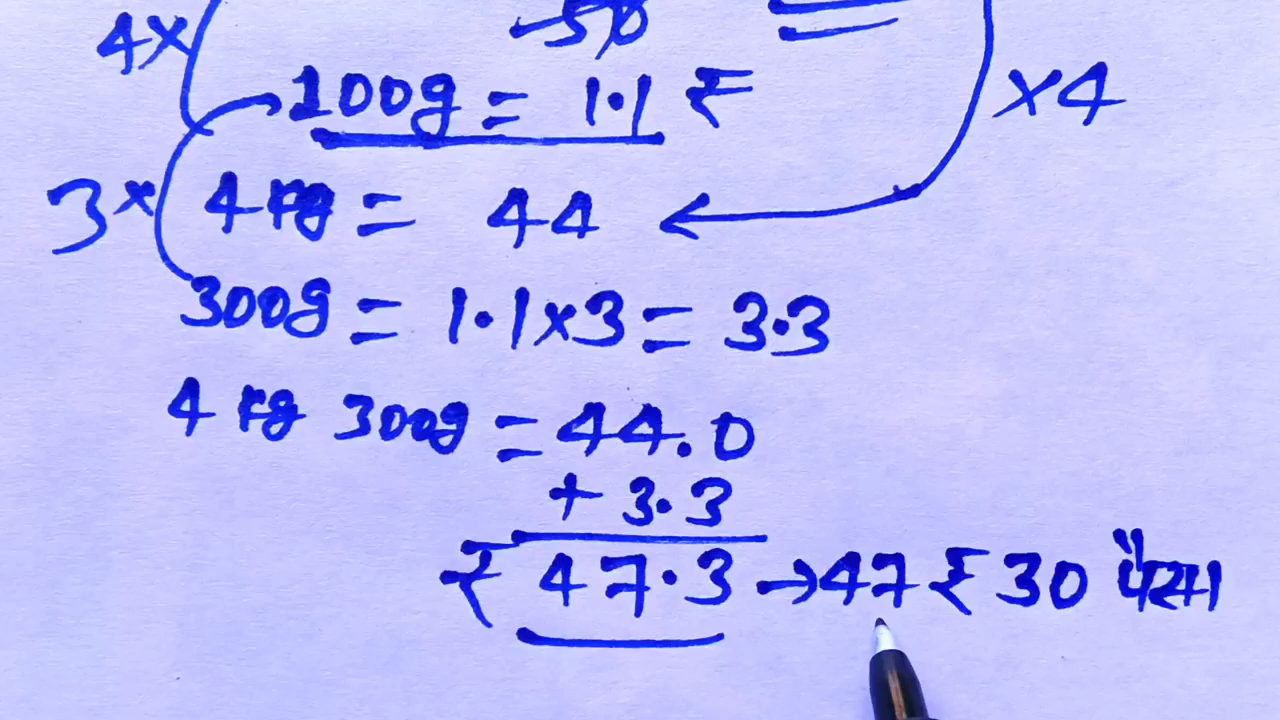 4x
-50
100g = 1.1 ₹
x4
3x
4 kg = 44
300g = 1.1x3 = 3.3
4 kg 300g = 44.0
+ 3.3
₹ 47.3 → 47 ₹ 30 पैसा